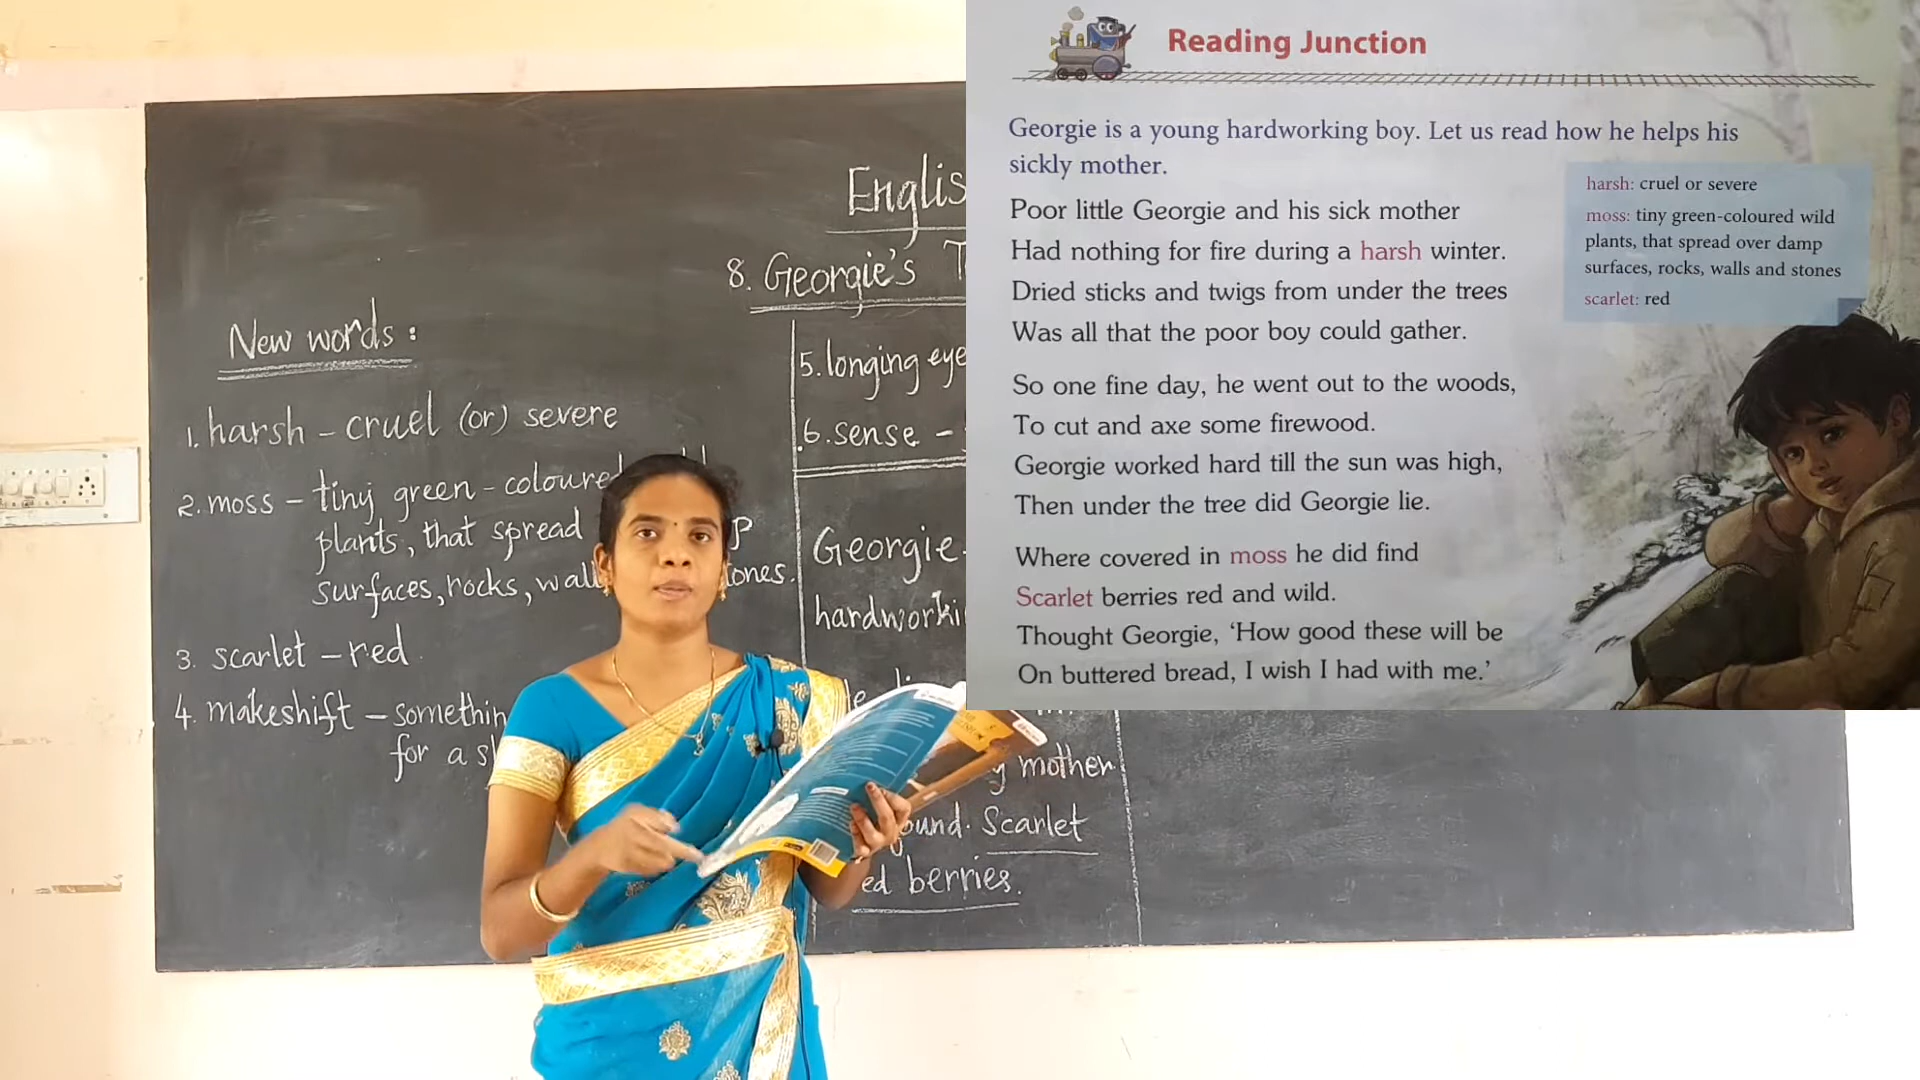 Englis
8. Georgie's T
New words :
1. harsh – cruel (or) severe
2. moss – tiny green - coloured
plants, that spread
surfaces, rocks, wall
tones.
3. scarlet – red
4. makeshift – somethin
for a s
5. longing eye
6. sense –
Georgie
hardworki
mother
ound. Scarlet
ed berries.
Reading Junction
Georgie is a young hardworking boy. Let us read how he helps his
sickly mother.
Poor little Georgie and his sick mother
Had nothing for fire during a harsh winter.
Dried sticks and twigs from under the trees
Was all that the poor boy could gather.
So one fine day, he went out to the woods,
To cut and axe some firewood.
Georgie worked hard till the sun was high,
Then under the tree did Georgie lie.
Where covered in moss he did find
Scarlet berries red and wild.
Thought Georgie, ‘How good these will be
On buttered bread, I wish I had with me.’
harsh: cruel or severe
moss: tiny green-coloured wild
plants, that spread over damp
surfaces, rocks, walls and stones
scarlet: red